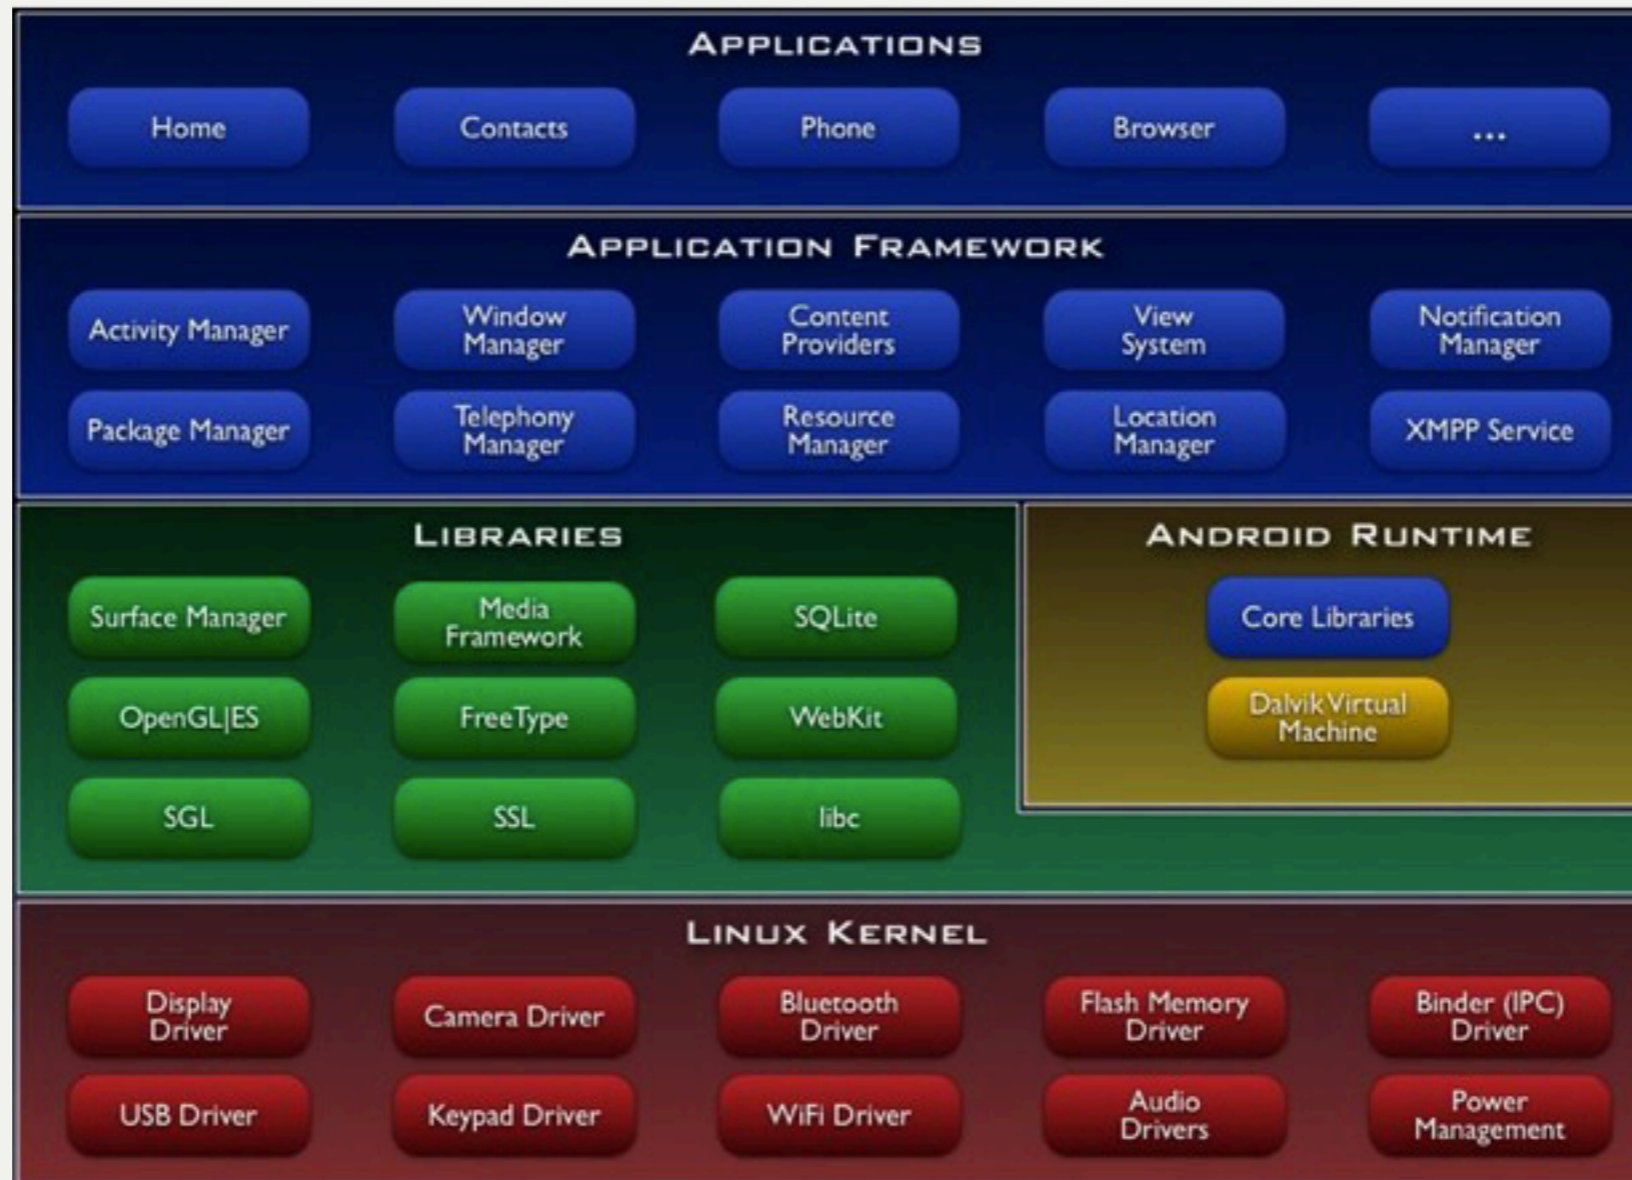 APPLICATIONS
Home
Contacts
Phone
Browser
...
APPLICATION FRAMEWORK
Activity Manager
Window
Manager
Content
Providers
View
System
Notification
Manager
Package Manager
Telephony
Manager
Resource
Manager
Location
Manager
XMPP Service
LIBRARIES
Surface Manager
Media
Framework
SQLite
OpenGL|ES
FreeType
WebKit
SGL
SSL
libc
ANDROID RUNTIME
Core Libraries
Dalvik Virtual
Machine
LINUX KERNEL
Display
Driver
Camera Driver
Bluetooth
Driver
Flash Memory
Driver
Binder (IPC)
Driver
USB Driver
Keypad Driver
WiFi Driver
Audio
Drivers
Power
Management